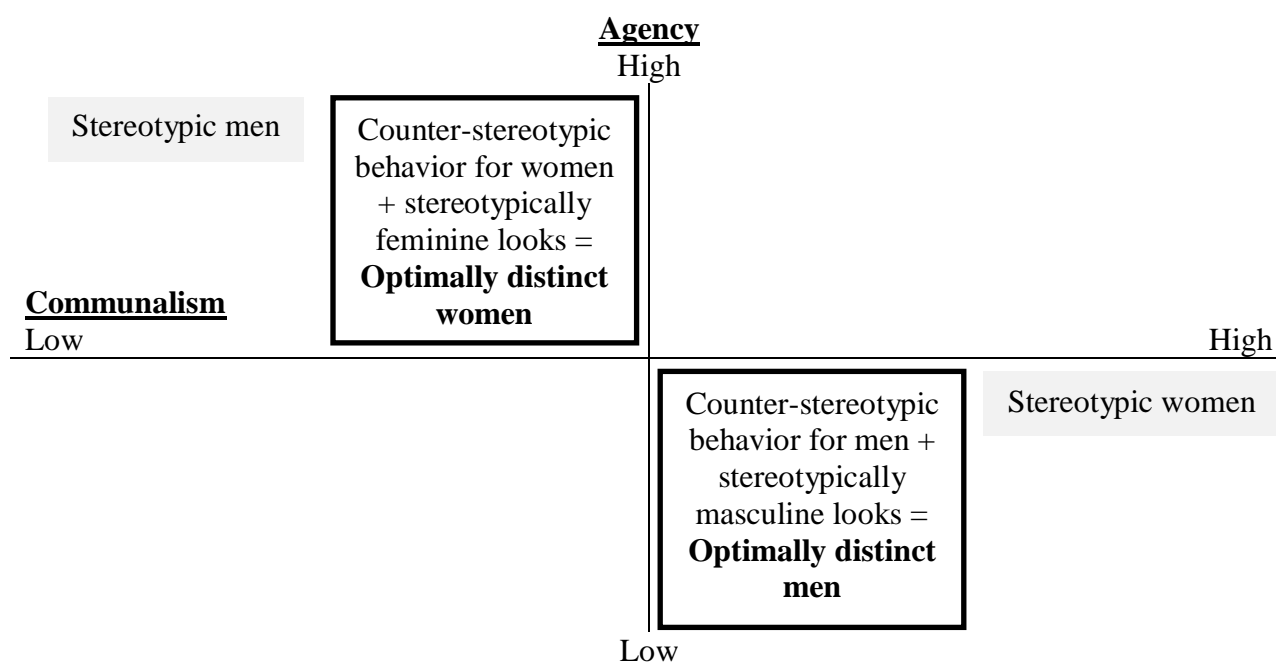 Agency
High
Stereotypic men
Counter-stereotypic
behavior for women
+ stereotypically
feminine looks =
Optimally distinct
women
Communalism
Low
High
Counter-stereotypic
behavior for men +
stereotypically
masculine looks =
Optimally distinct
men
Stereotypic women
Low